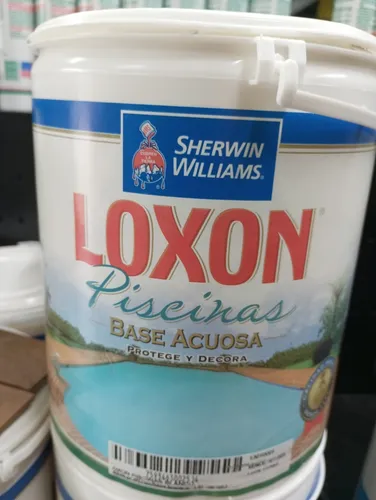 SHERWIN
WILLIAMS.
LOXON®
Piscinas
BASE ACUOSA
PROTEGE Y DECORA